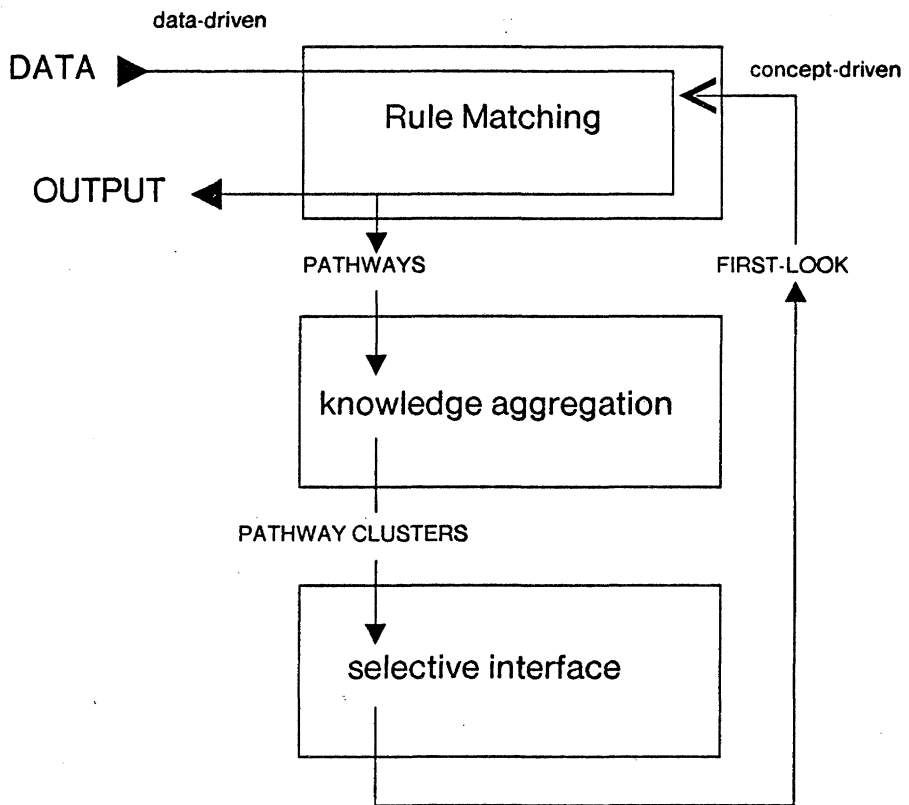 data-driven
DATA
concept-driven
Rule Matching
OUTPUT
PATHWAYS
FIRST-LOOK
knowledge aggregation
PATHWAY CLUSTERS
selective interface